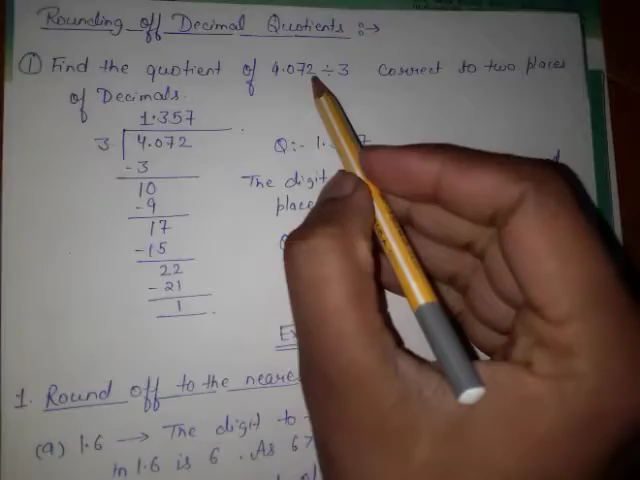 Rounding off Decimal Quotients :→
① Find the quotient of 4.072 ÷ 3 correct to two places
of Decimals.
1.357
3 4.072
-3
10
-9
17
-15
22
-21
1
Q:- 1.
The digit
place
1. Round off to the
(a) 1.6 → The digit to
in 1.6 is 6. As 6>